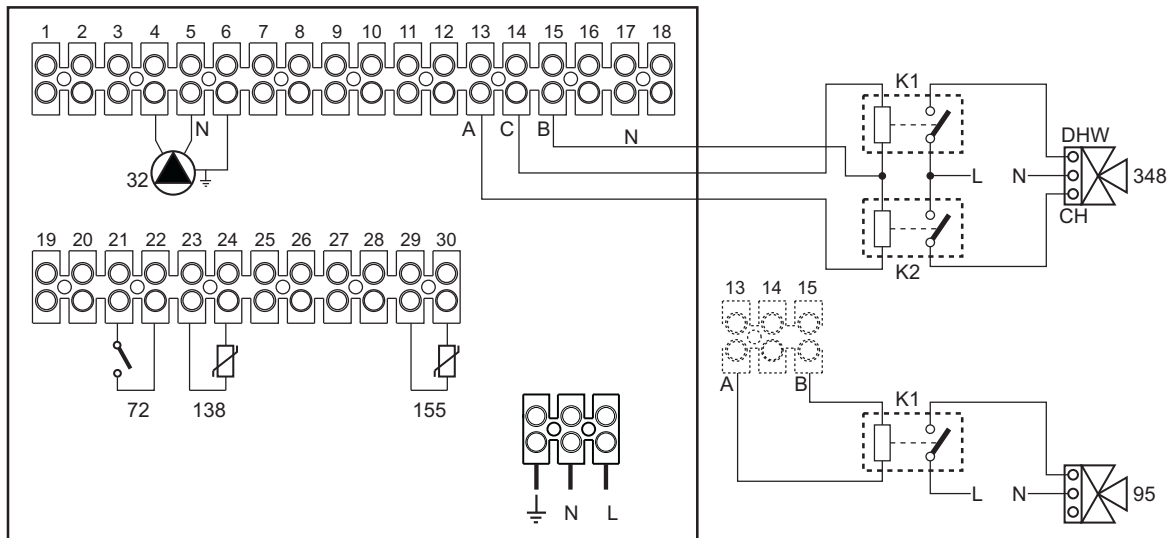 1 2 3 4 5 6 7 8 9 10 11 12 13 14 15 16 17 18
K1
N A C B N
DHW
32
L N 348
CH
19 20 21 22 23 24 25 26 27 28 29 30
K2
13 14 15
A B
72 138 155
K1
N L
L N 95